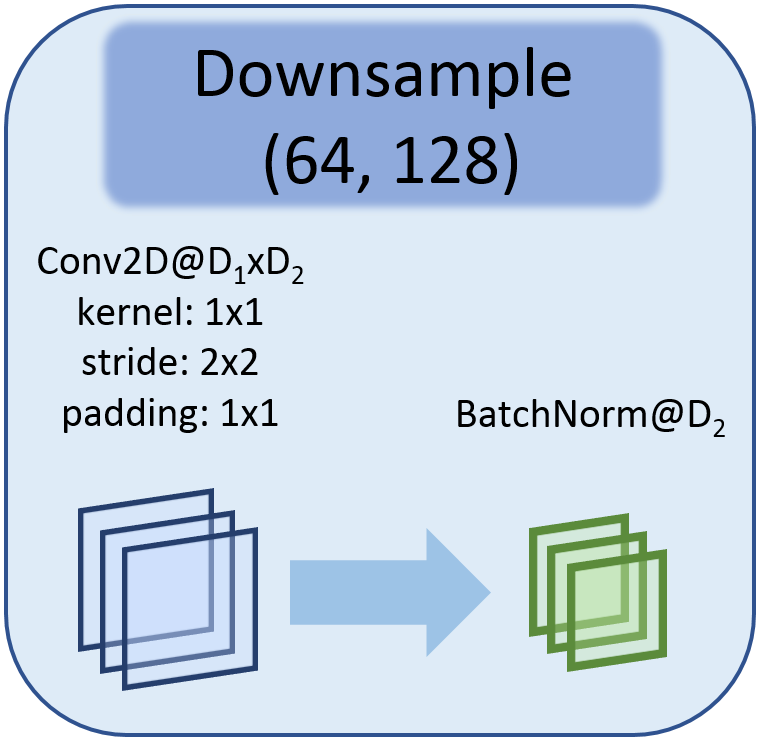 Downsample
(64, 128)
Conv2D@D₁xD₂
kernel: 1x1
stride: 2x2
padding: 1x1
BatchNorm@D₂